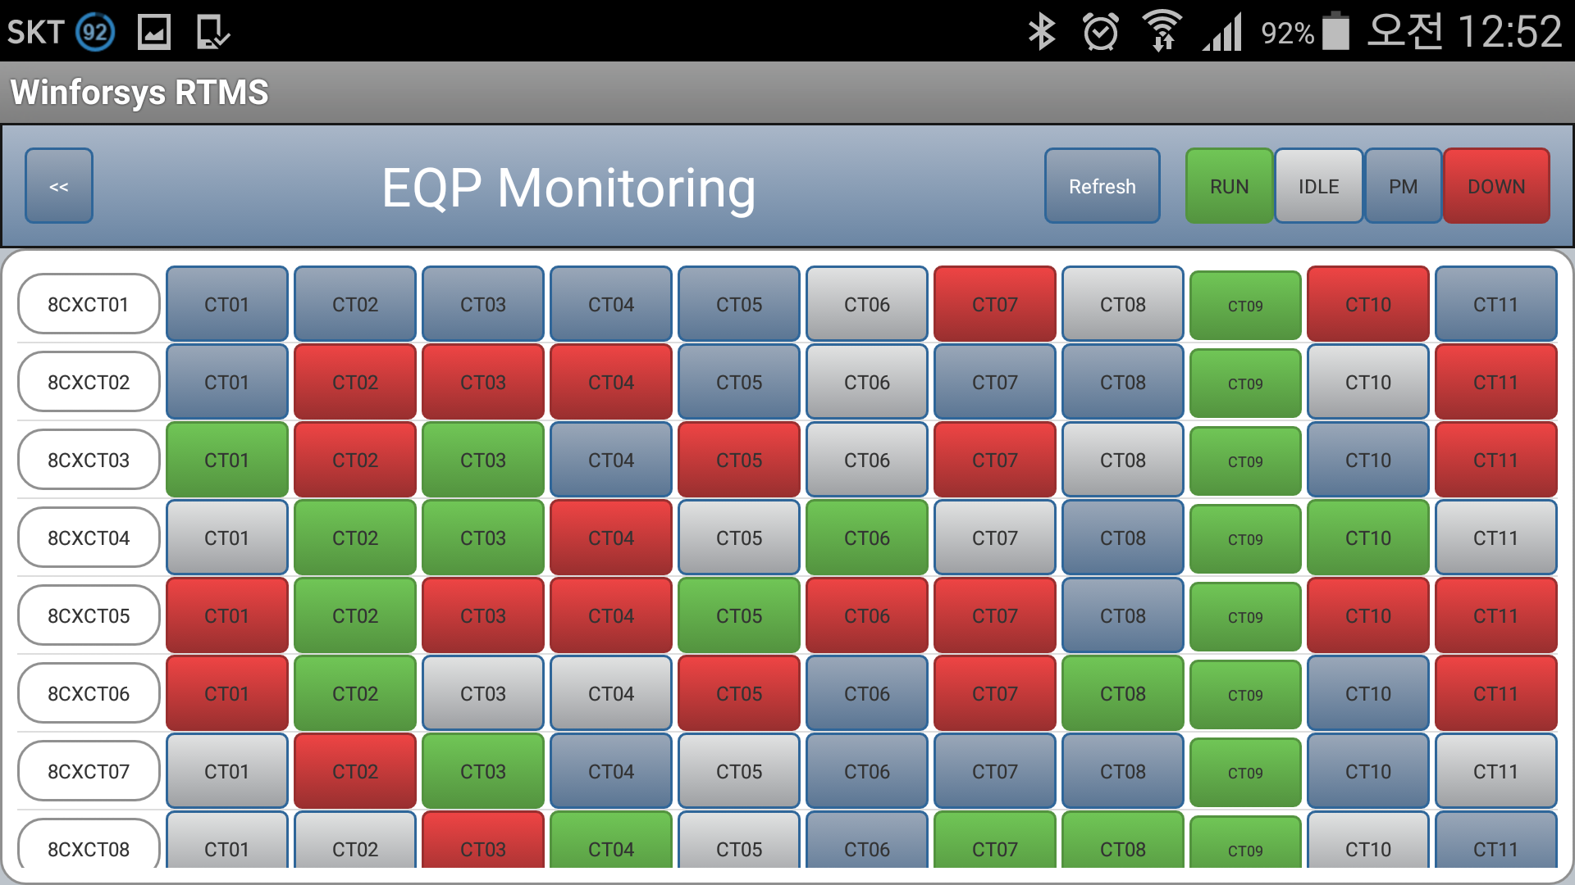 SKT 92 92% 오전 12:52
Winforsys RTMS
<< EQP Monitoring Refresh RUN IDLE PM DOWN
8CXCT01 CT01 CT02 CT03 CT04 CT05 CT06 CT07 CT08 CT09 CT10 CT11
8CXCT02 CT01 CT02 CT03 CT04 CT05 CT06 CT07 CT08 CT09 CT10 CT11
8CXCT03 CT01 CT02 CT03 CT04 CT05 CT06 CT07 CT08 CT09 CT10 CT11
8CXCT04 CT01 CT02 CT03 CT04 CT05 CT06 CT07 CT08 CT09 CT10 CT11
8CXCT05 CT01 CT02 CT03 CT04 CT05 CT06 CT07 CT08 CT09 CT10 CT11
8CXCT06 CT01 CT02 CT03 CT04 CT05 CT06 CT07 CT08 CT09 CT10 CT11
8CXCT07 CT01 CT02 CT03 CT04 CT05 CT06 CT07 CT08 CT09 CT10 CT11
8CXCT08 CT01 CT02 CT03 CT04 CT05 CT06 CT07 CT08 CT09 CT10 CT11